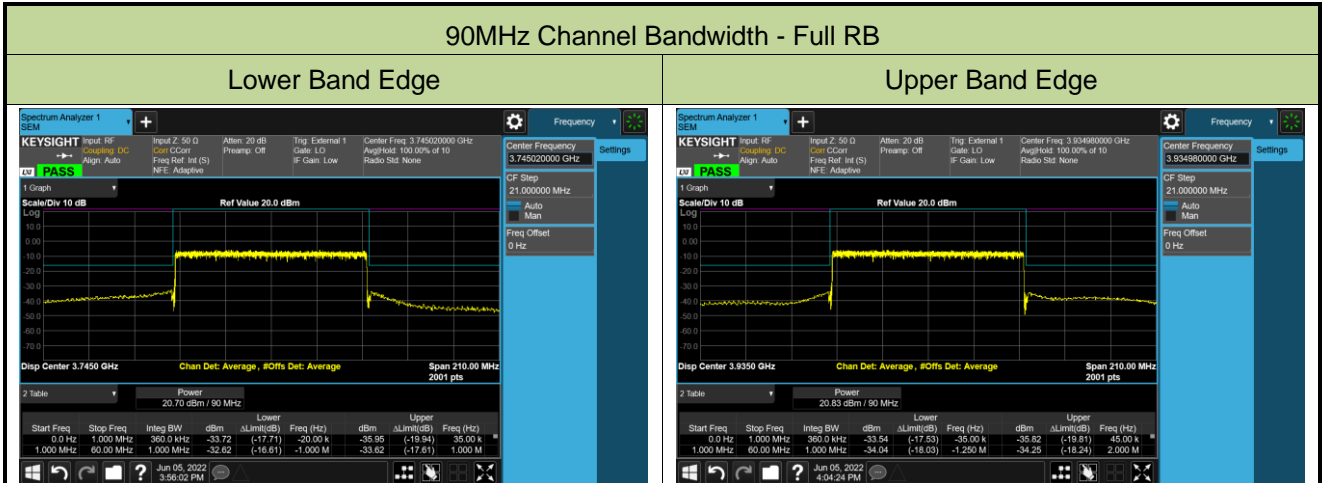 90MHz Channel Bandwidth - Full RB
Lower Band Edge
Upper Band Edge
Spectrum Analyzer 1
SEM
+
Frequency
KEYSIGHT
Input: RF
Coupling: DC
Align: Auto
Input Z: 50 Ω
Corr CCorr
Freq Ref: Int (S)
NFE: Adaptive
Atten: 20 dB
Preamp: Off
Trig: External 1
Gate: LO
IF Gain: Low
Center Freq: 3.745020000 GHz
Avg|Hold: 100.00% of 10
Radio Std: None
LXI PASS
Center Frequency
3.745020000 GHz
Settings
CF Step
21.000000 MHz
Auto
Man
Freq Offset
0 Hz
1 Graph
Scale/Div 10 dB
Ref Value 20.0 dBm
Log
10.0
0.00
-10.0
-20.0
-30.0
-40.0
-50.0
-60.0
-70.0
Disp Center 3.7450 GHz
Chan Det: Average, #Offs Det: Average
Span 210.00 MHz
2001 pts
2 Table
Power
20.70 dBm / 90 MHz
Lower Upper
Start Freq Stop Freq Integ BW dBm ΔLimit(dB) Freq (Hz) dBm ΔLimit(dB) Freq (Hz)
0.0 Hz 1.000 MHz 360.0 kHz -33.72 (-17.71) -20.00 k -35.95 (-19.94) 35.00 k
1.000 MHz 60.00 MHz 1.000 MHz -32.62 (-16.61) -1.000 M -33.62 (-17.61) 1.000 M
?
Jun 05, 2022
3:56:02 PM
Spectrum Analyzer 1
SEM
+
Frequency
KEYSIGHT
Input: RF
Coupling: DC
Align: Auto
Input Z: 50 Ω
Corr CCorr
Freq Ref: Int (S)
NFE: Adaptive
Atten: 20 dB
Preamp: Off
Trig: External 1
Gate: LO
IF Gain: Low
Center Freq: 3.934980000 GHz
Avg|Hold: 100.00% of 10
Radio Std: None
LXI PASS
Center Frequency
3.934980000 GHz
Settings
CF Step
21.000000 MHz
Auto
Man
Freq Offset
0 Hz
1 Graph
Scale/Div 10 dB
Ref Value 20.0 dBm
Log
10.0
0.00
-10.0
-20.0
-30.0
-40.0
-50.0
-60.0
-70.0
Disp Center 3.9350 GHz
Chan Det: Average, #Offs Det: Average
Span 210.00 MHz
2001 pts
2 Table
Power
20.83 dBm / 90 MHz
Lower Upper
Start Freq Stop Freq Integ BW dBm ΔLimit(dB) Freq (Hz) dBm ΔLimit(dB) Freq (Hz)
0.0 Hz 1.000 MHz 360.0 kHz -33.54 (-17.53) -35.00 k -35.82 (-19.81) 45.00 k
1.000 MHz 60.00 MHz 1.000 MHz -34.04 (-18.03) -1.250 M -34.25 (-18.24) 2.000 M
?
Jun 05, 2022
4:04:24 PM